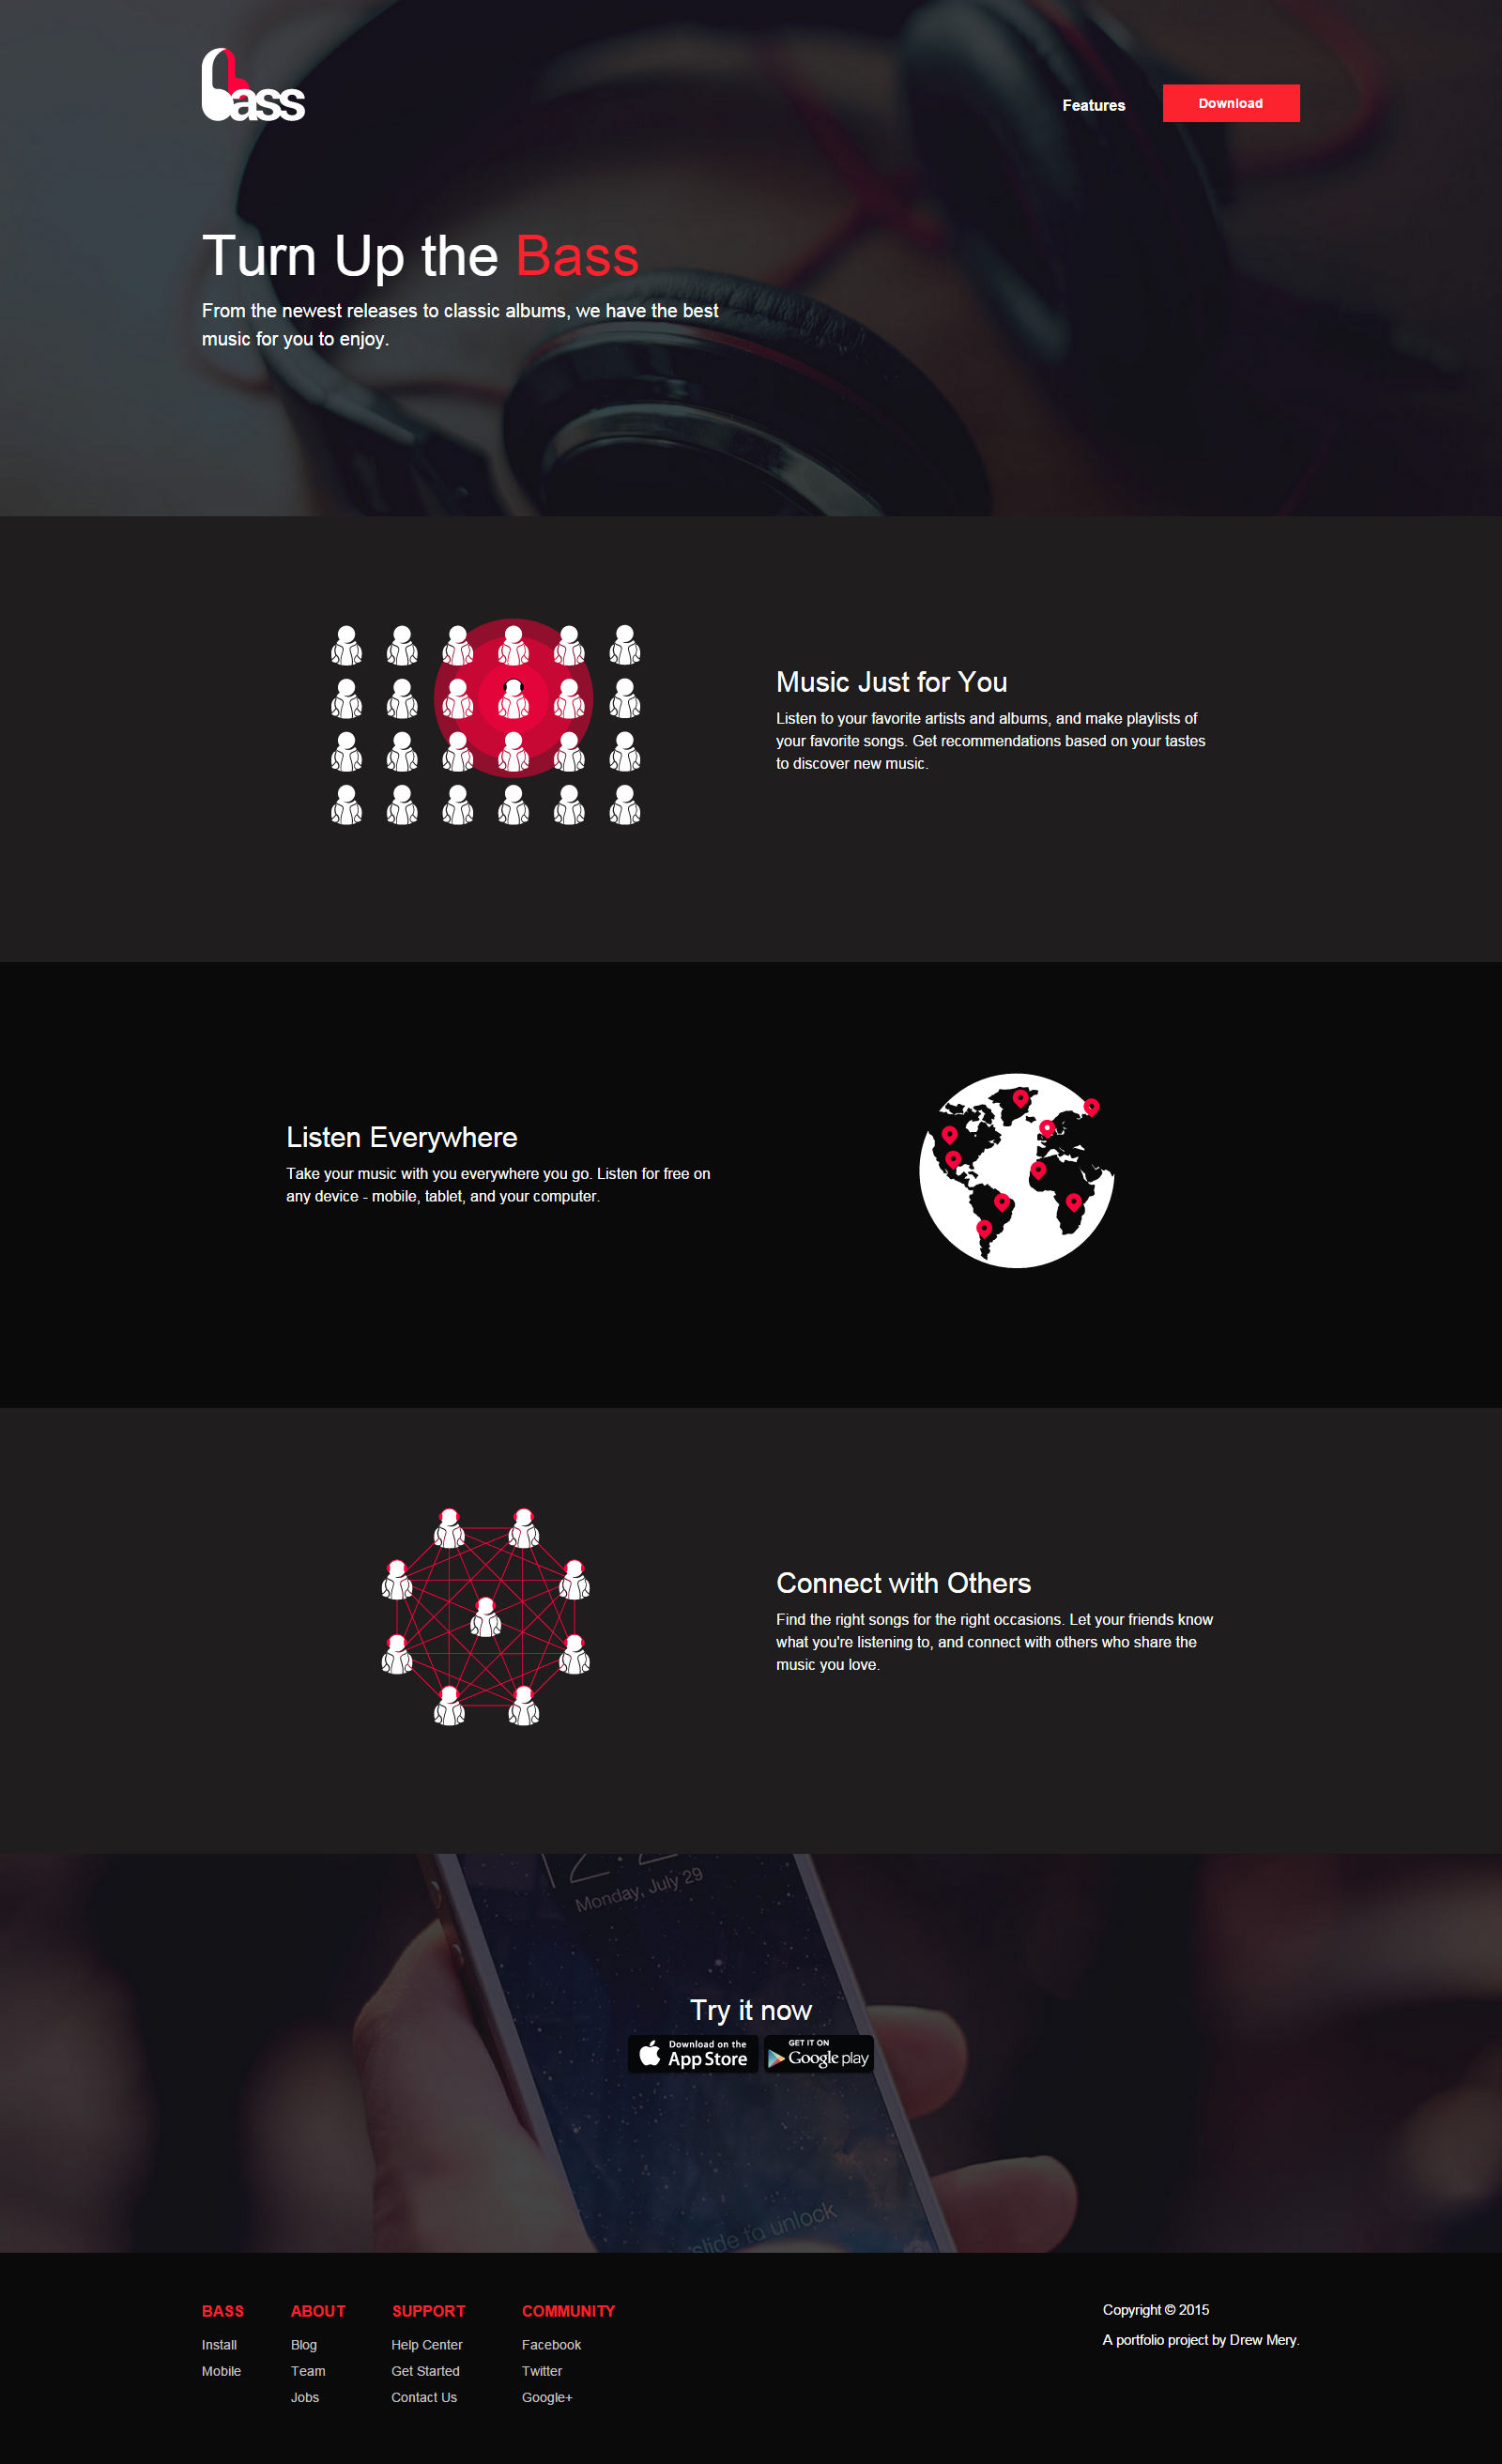 bass
Features
Download
Turn Up the Bass
From the newest releases to classic albums, we have the best
music for you to enjoy.
Music Just for You
Listen to your favorite artists and albums, and make playlists of
your favorite songs. Get recommendations based on your tastes
to discover new music.
Listen Everywhere
Take your music with you everywhere you go. Listen for free on
any device - mobile, tablet, and your computer.
Connect with Others
Find the right songs for the right occasions. Let your friends know
what you're listening to, and connect with others who share the
music you love.
Monday, July 29
Try it now
Download on the
App Store
GET IT ON
Google play
slide to unlock
BASS
Install
Mobile
ABOUT
Blog
Team
Jobs
SUPPORT
Help Center
Get Started
Contact Us
COMMUNITY
Facebook
Twitter
Google+
Copyright © 2015
A portfolio project by Drew Mery.